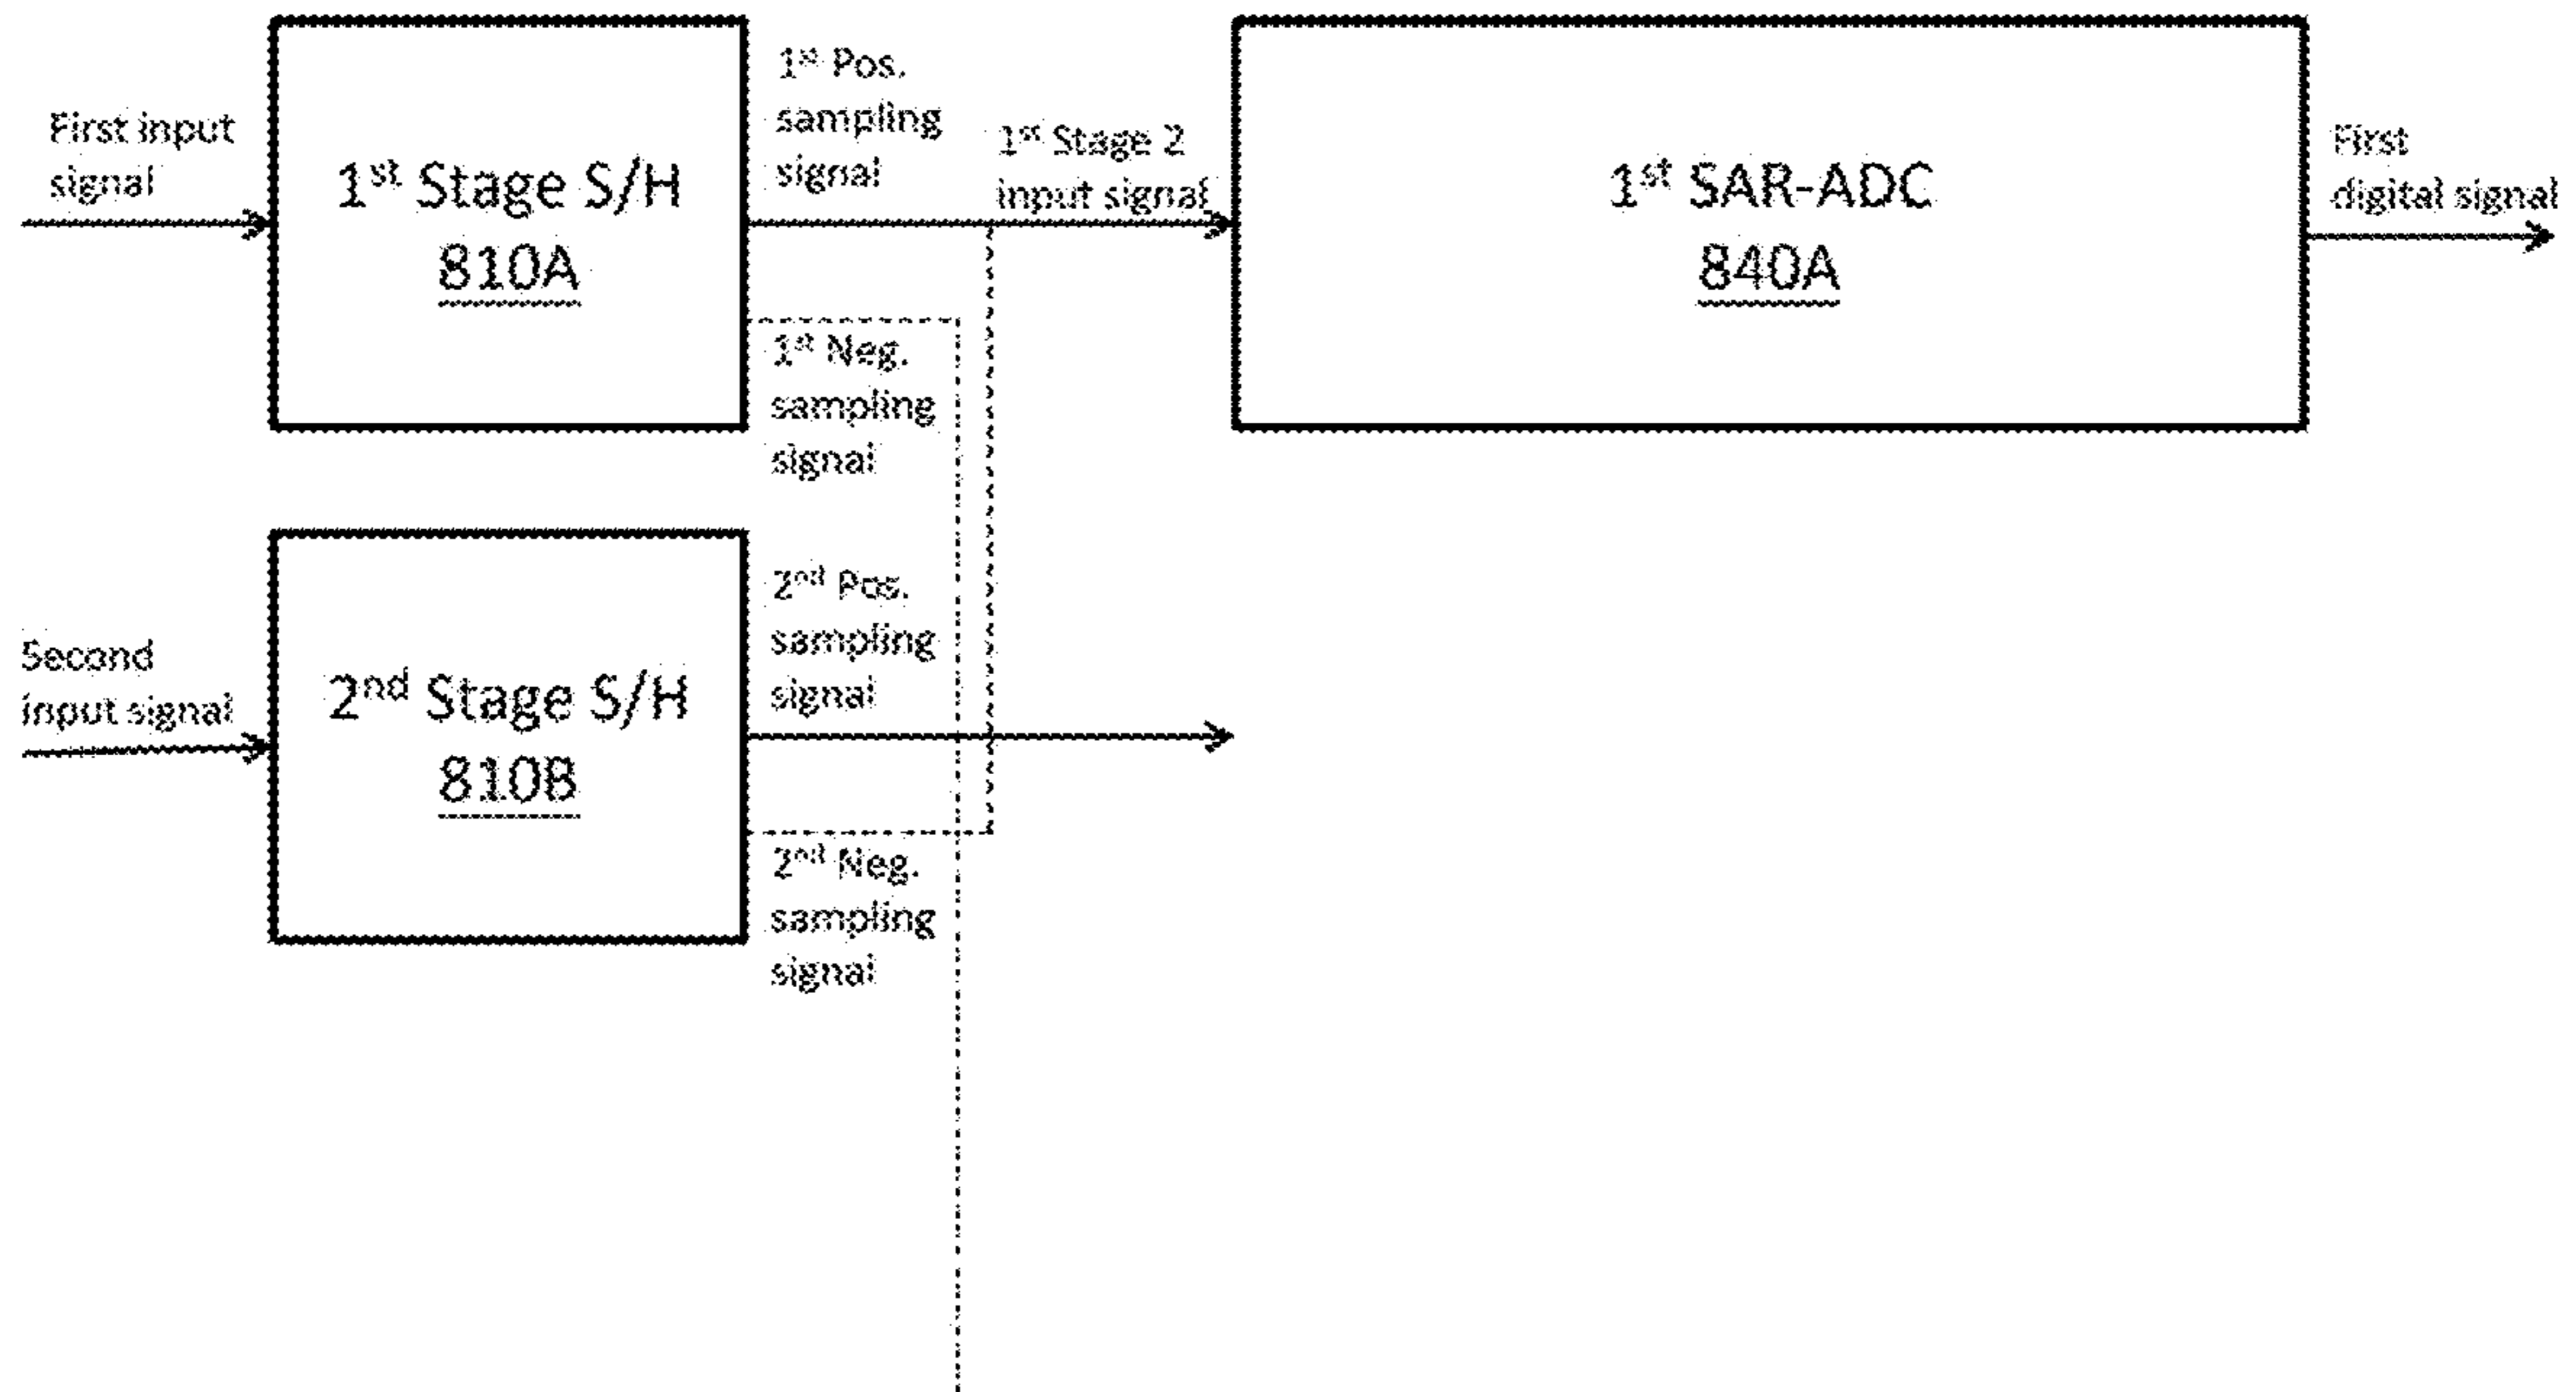 First input
signal
1st Stage S/H
810A
1st Pos.
sampling
signal
1st Stage 2
input signal
1st SAR-ADC
840A
First
digital signal
1st Neg.
sampling
signal
Second
input signal
2nd Stage S/H
810B
2nd Pos.
sampling
signal
2nd Neg.
sampling
signal